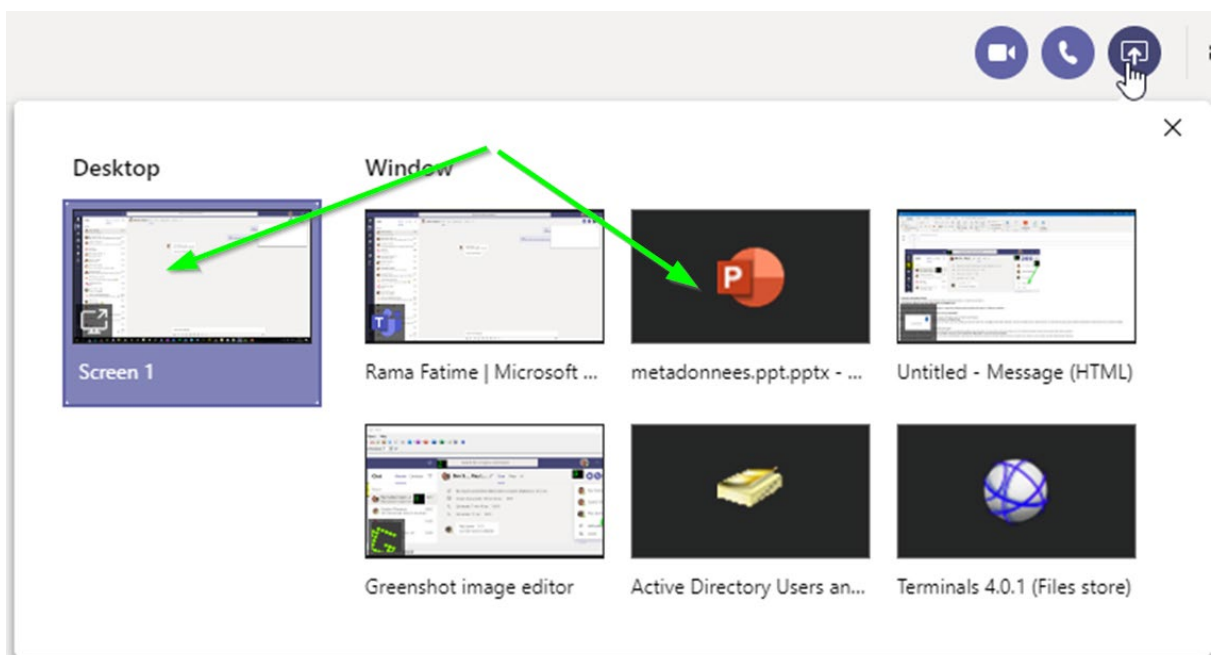 Desktop
Window
Screen 1
Rama Fatime | Microsoft ...
metadonnees.ppt.pptx - ...
Untitled - Message (HTML)
Greenshot image editor
Active Directory Users an...
Terminals 4.0.1 (Files store)